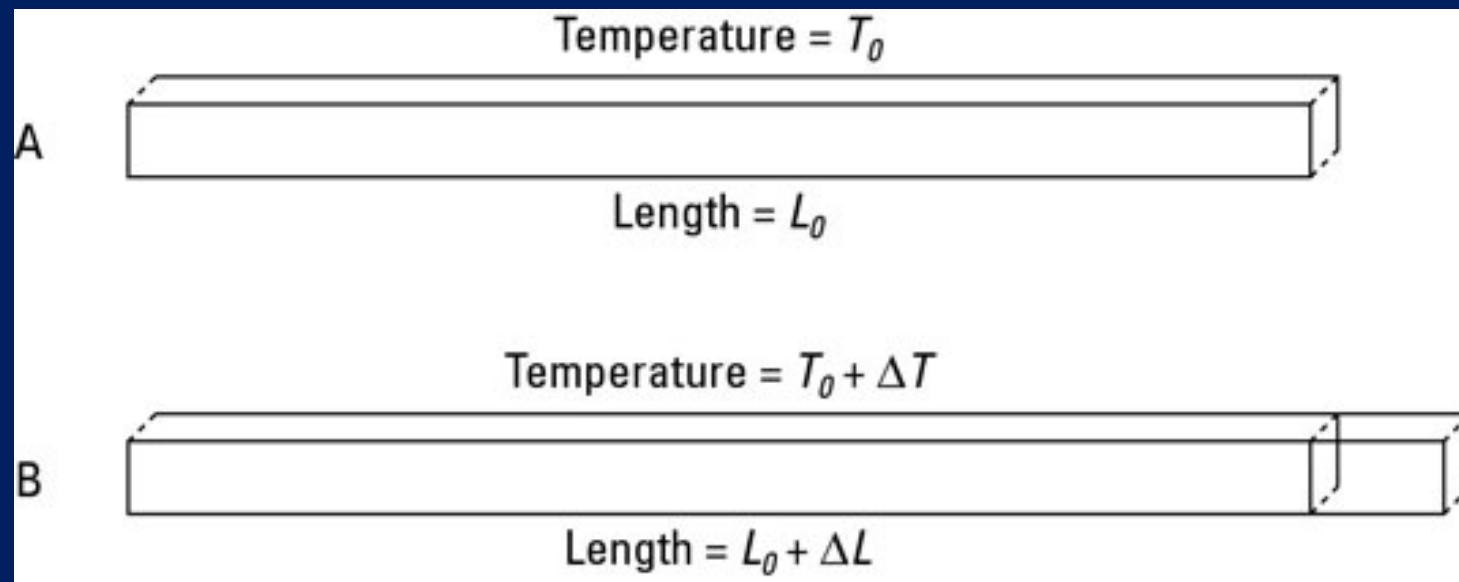 Temperature = T₀
A
Length = L₀
Temperature = T₀ + ΔT
B
Length = L₀ + ΔL